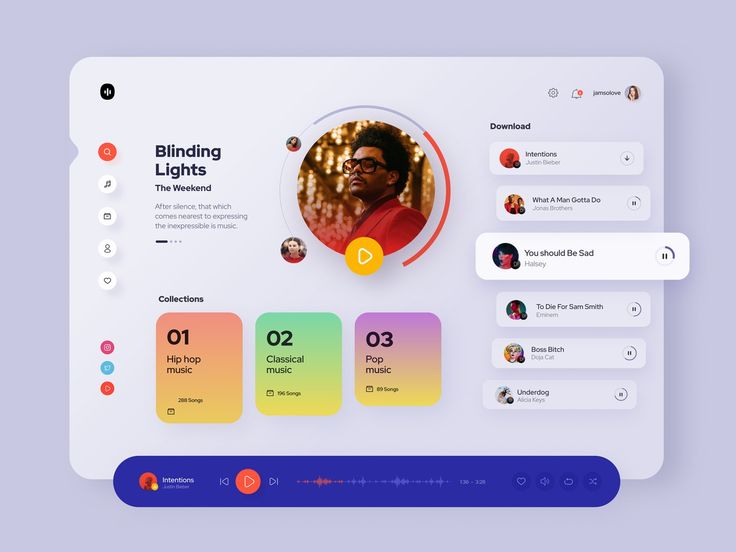 jamsolove
Blinding
Lights
The Weekend
After silence, that which
comes nearest to expressing
the inexpressible is music.
Download
Intentions
Justin Bieber
What A Man Gotta Do
Jonas Brothers
You should Be Sad
Halsey
To Die For Sam Smith
Eminem
Boss Bitch
Doja Cat
Underdog
Alicia Keys
Collections
01
Hip hop
music
288 Songs
02
Classical
music
196 Songs
03
Pop
music
89 Songs
Intentions
Justin Bieber
1:36 - 3:26